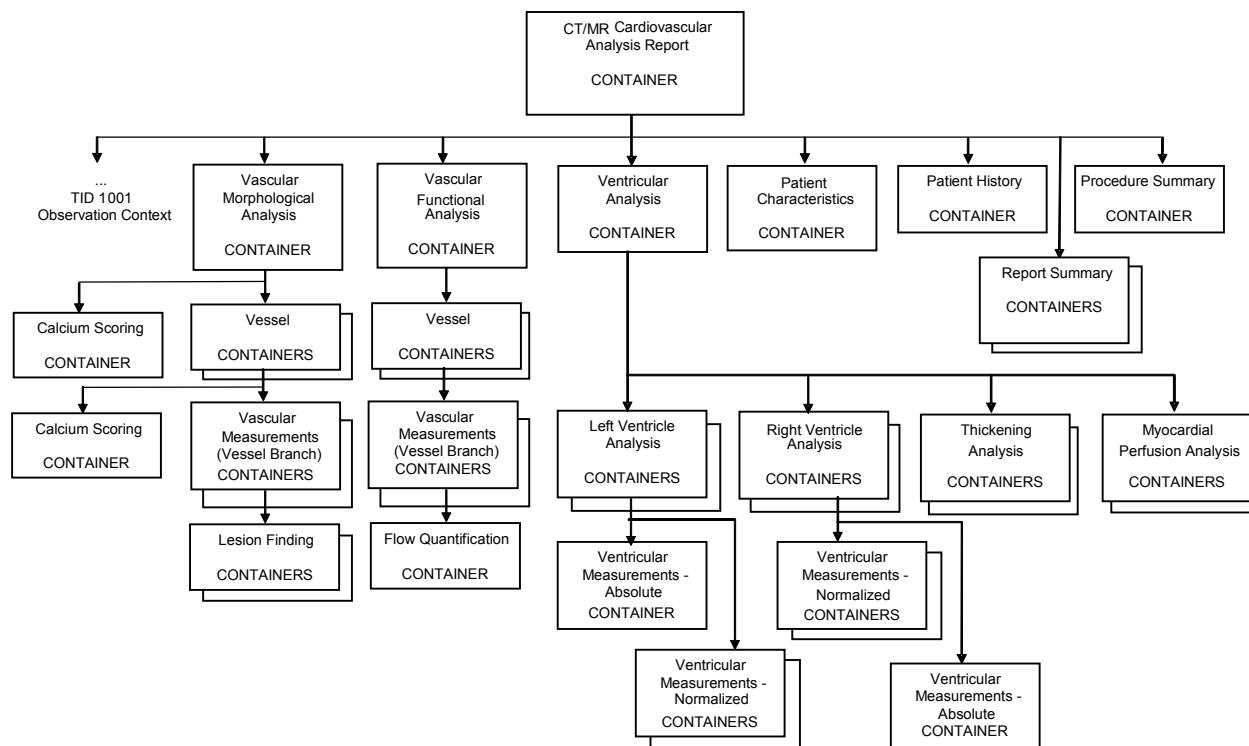 CT/MR Cardiovascular
Analysis Report
CONTAINER
...
TID 1001
Observation Context
Vascular
Morphological
Analysis
CONTAINER
Vascular
Functional
Analysis
CONTAINER
Ventricular
Analysis
CONTAINER
Patient
Characteristics
CONTAINER
Patient History
CONTAINER
Procedure Summary
CONTAINER
Report Summary
CONTAINERS
Calcium Scoring
CONTAINER
Vessel
CONTAINERS
Vessel
CONTAINERS
Calcium Scoring
CONTAINER
Vascular
Measurements
(Vessel Branch)
CONTAINERS
Vascular
Measurements
(Vessel Branch)
CONTAINERS
Left Ventricle
Analysis
CONTAINERS
Right Ventricle
Analysis
CONTAINERS
Thickening
Analysis
CONTAINERS
Myocardial
Perfusion Analysis
CONTAINERS
Lesion Finding
CONTAINERS
Flow Quantification
CONTAINER
Ventricular
Measurements -
Absolute
CONTAINER
Ventricular
Measurements -
Normalized
CONTAINERS
Ventricular
Measurements -
Normalized
CONTAINERS
Ventricular
Measurements -
Absolute
CONTAINER